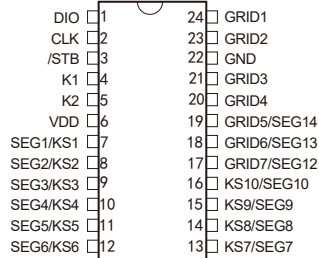 DIO 1 24 GRID1
CLK 2 23 GRID2
/STB 3 22 GND
K1 4 21 GRID3
K2 5 20 GRID4
VDD 6 19 GRID5/SEG14
SEG1/KS1 7 18 GRID6/SEG13
SEG2/KS2 8 17 GRID7/SEG12
SEG3/KS3 9 16 KS10/SEG10
SEG4/KS4 10 15 KS9/SEG9
SEG5/KS5 11 14 KS8/SEG8
SEG6/KS6 12 13 KS7/SEG7